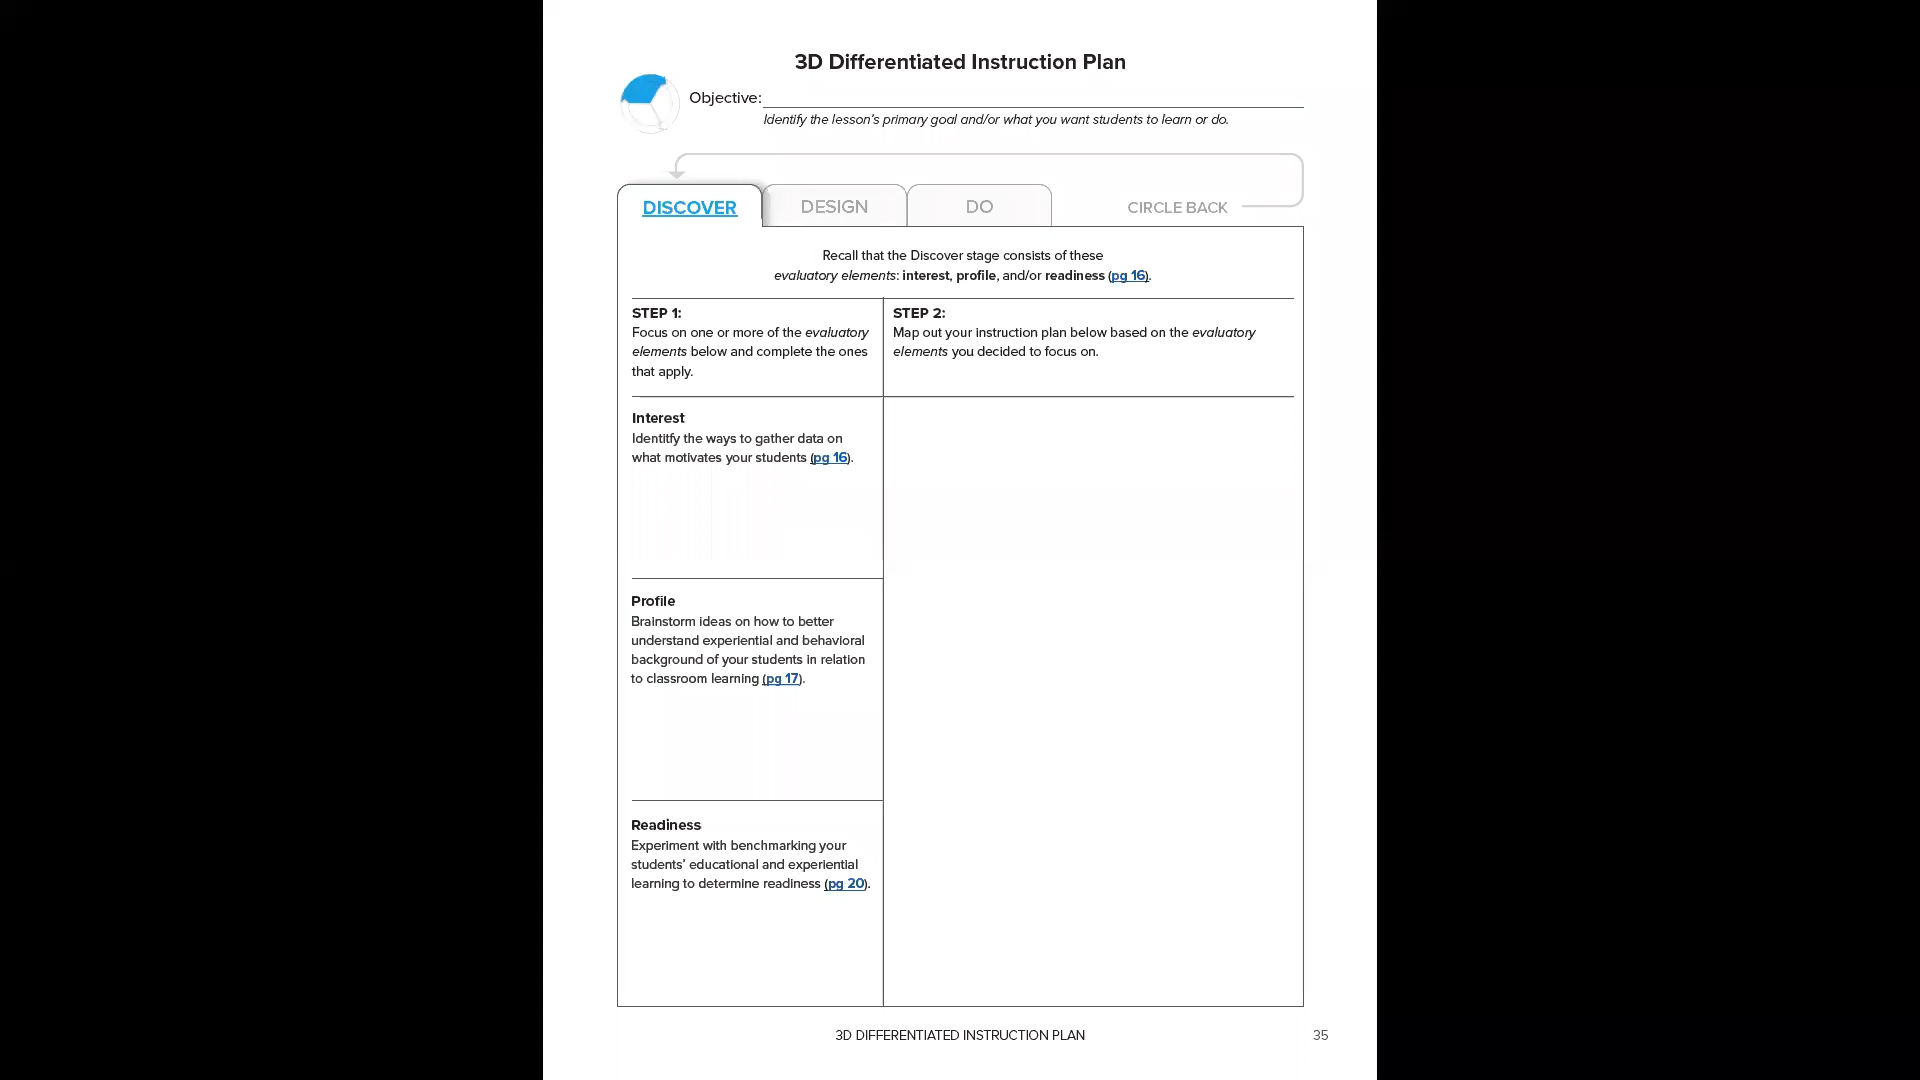 3D Differentiated Instruction Plan
Objective:
Identify the lesson's primary goal and/or what you want students to learn or do.
DISCOVER
DESIGN
DO
CIRCLE BACK
Recall that the Discover stage consists of these
evaluatory elements: interest, profile, and/or readiness (pg 16).
STEP 1:
Focus on one or more of the evaluatory
elements below and complete the ones
that apply.
STEP 2:
Map out your instruction plan below based on the evaluatory
elements you decided to focus on.
Interest
Identitfy the ways to gather data on
what motivates your students (pg 16).
Profile
Brainstorm ideas on how to better
understand experiential and behavioral
background of your students in relation
to classroom learning (pg 17).
Readiness
Experiment with benchmarking your
students' educational and experiential
learning to determine readiness (pg 20).
3D DIFFERENTIATED INSTRUCTION PLAN
35